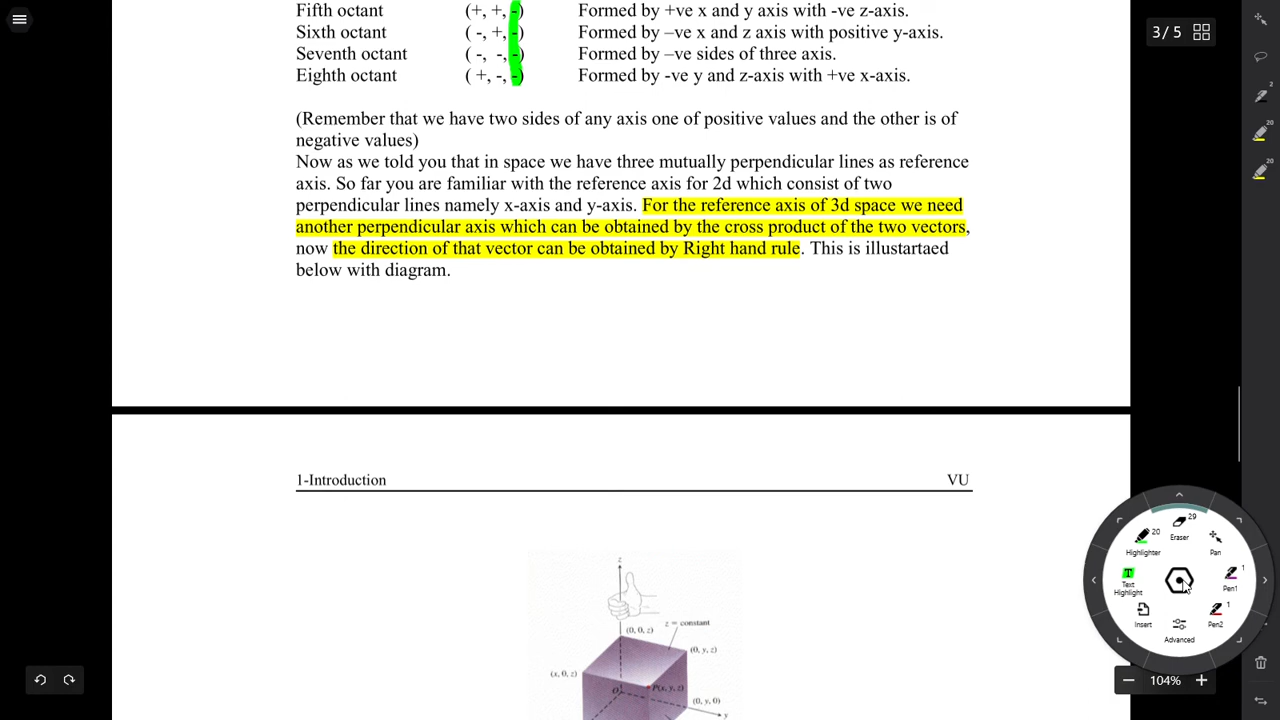 Fifth octant (+, +, -) Formed by +ve x and y axis with -ve z-axis.
Sixth octant ( -, +, -) Formed by –ve x and z axis with positive y-axis.
Seventh octant ( -, -, -) Formed by –ve sides of three axis.
Eighth octant ( +, -, -) Formed by -ve y and z-axis with +ve x-axis.
(Remember that we have two sides of any axis one of positive values and the other is of
negative values)
Now as we told you that in space we have three mutually perpendicular lines as reference
axis. So far you are familiar with the reference axis for 2d which consist of two
perpendicular lines namely x-axis and y-axis. For the reference axis of 3d space we need
another perpendicular axis which can be obtained by the cross product of the two vectors,
now the direction of that vector can be obtained by Right hand rule. This is illustartaed
below with diagram.
1-Introduction VU
z
(0, 0, z)
z = constant
(0, y, z)
(x, 0, z)
O
P(x, y, z)
(0, y, 0)
y
3 / 5
2
20
20
29
Eraser
20
Highlighter
Pan
T
Text
Highlight
1
Pen1
Insert
1
Pen2
Advanced
104%